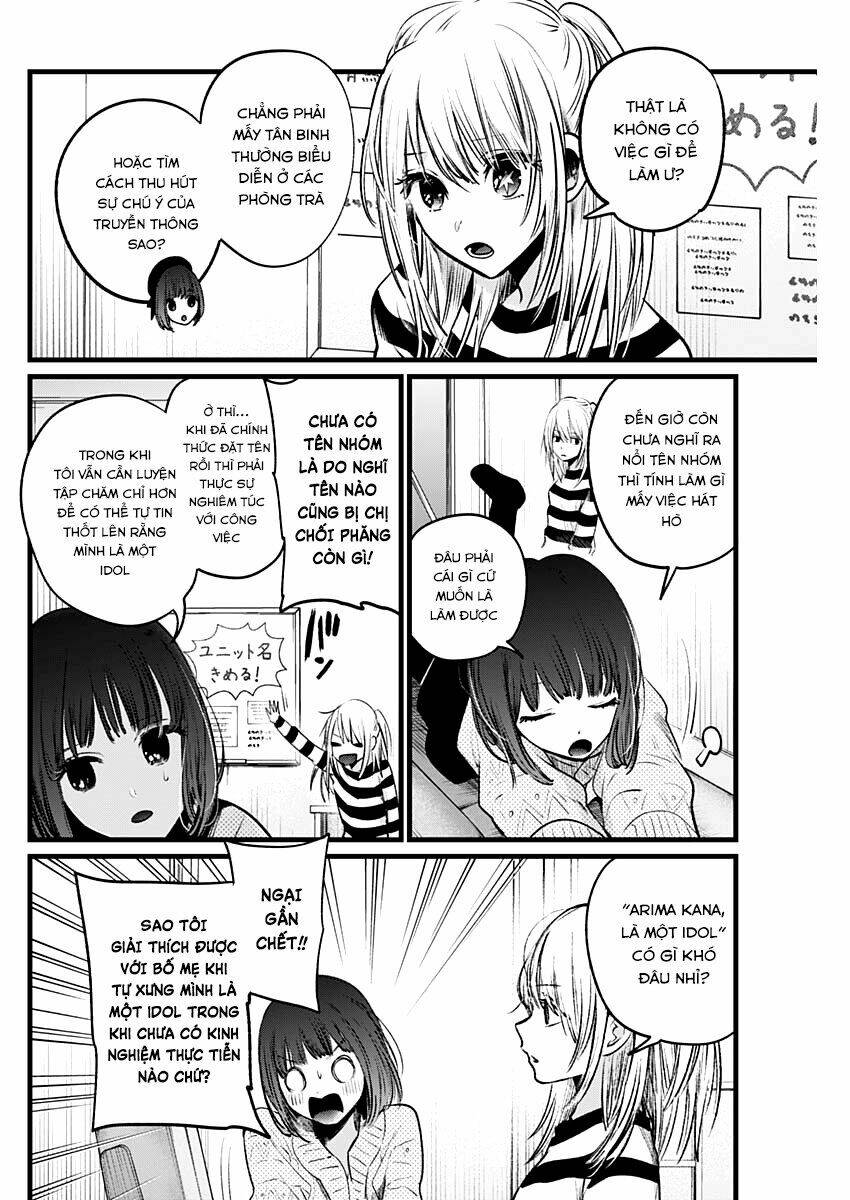 THẬT LÀ
KHÔNG CÓ
VIỆC GÌ ĐỂ
LÀM Ư?
める!
CHẲNG PHẢI
MẤY TÂN BINH
THƯỜNG BIỂU
DIỄN Ở CÁC
PHÒNG TRÀ
HOẶC TÌM
CÁCH THU HÚT
SỰ CHÚ Ý CỦA
TRUYỀN THÔNG
SAO?
ĐẾN GIỜ CÒN
CHƯA NGHĨ RA
NỔI TÊN NHÓM
THÌ TÍNH LÀM GÌ
MẤY VIỆC HÁT
HÒ
ĐÂU PHẢI
CÁI GÌ CỨ
MUỐN LÀ
LÀM ĐƯỢC
CHƯA CÓ
TÊN NHÓM
LÀ DO NGHĨ
TÊN NÀO
CŨNG BỊ CHỊ
CHỐI PHĂNG
CÒN GÌ!
Ở THÌ...
KHI ĐÃ CHÍNH
THỨC ĐẶT TÊN
RỒI THÌ PHẢI
THỰC SỰ
NGHIÊM TÚC
VỚI CÔNG
VIỆC
TRONG KHI
TÔI VẪN CẦN LUYỆN
TẬP CHĂM CHỈ HƠN
ĐỂ CÓ THỂ TỰ TIN
THỐT LÊN RẰNG
MÌNH LÀ MỘT
IDOL
ユニット名
きめる!
ドン
"ARIMA KANA,
LÀ MỘT IDOL"
CÓ GÌ KHÓ
ĐÂU NHỈ?
NGẠI
GẦN
CHẾT!!
SAO TÔI
GIẢI THÍCH ĐƯỢC
VỚI BỐ MẸ KHI
TỰ XƯNG MÌNH LÀ
MỘT IDOL TRONG
KHI CHƯA CÓ KINH
NGHIỆM THỰC TIỄN
NÀO CHỨ?